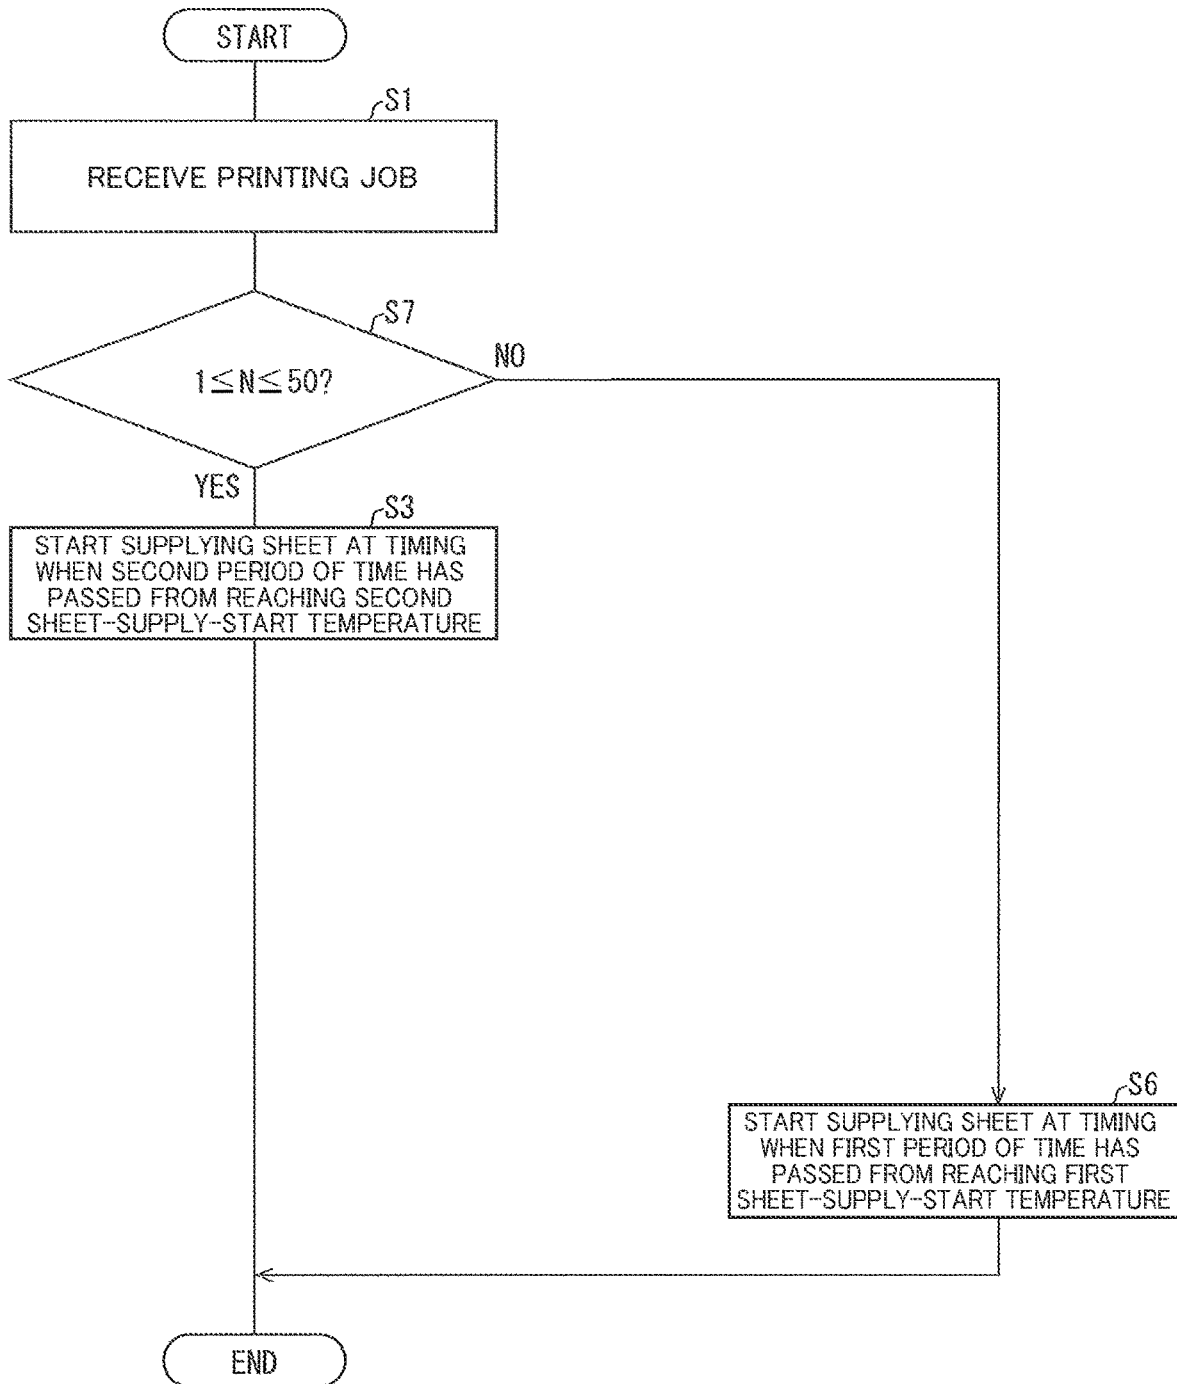 START
S1
RECEIVE PRINTING JOB
S7
1≦N≦50?
NO
YES
S3
START SUPPLYING SHEET AT TIMING
WHEN SECOND PERIOD OF TIME HAS
PASSED FROM REACHING SECOND
SHEET-SUPPLY-START TEMPERATURE
S6
START SUPPLYING SHEET AT TIMING
WHEN FIRST PERIOD OF TIME HAS
PASSED FROM REACHING FIRST
SHEET-SUPPLY-START TEMPERATURE
END